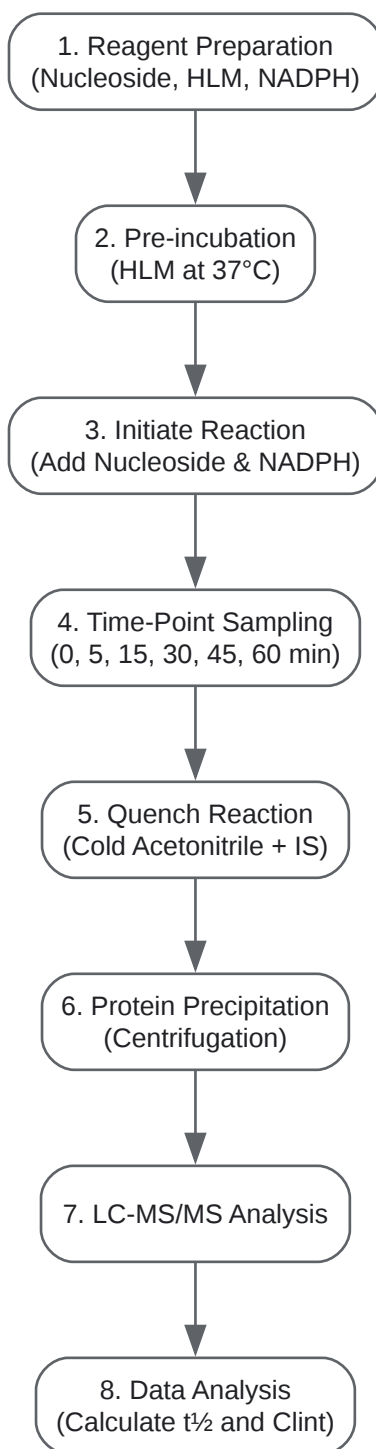 1. Reagent Preparation
(Nucleoside, HLM, NADPH)
2. Pre-incubation
(HLM at 37°C)
3. Initiate Reaction
(Add Nucleoside & NADPH)
4. Time-Point Sampling
(0, 5, 15, 30, 45, 60 min)
5. Quench Reaction
(Cold Acetonitrile + IS)
6. Protein Precipitation
(Centrifugation)
7. LC-MS/MS Analysis
8. Data Analysis
(Calculate t½ and Clint)